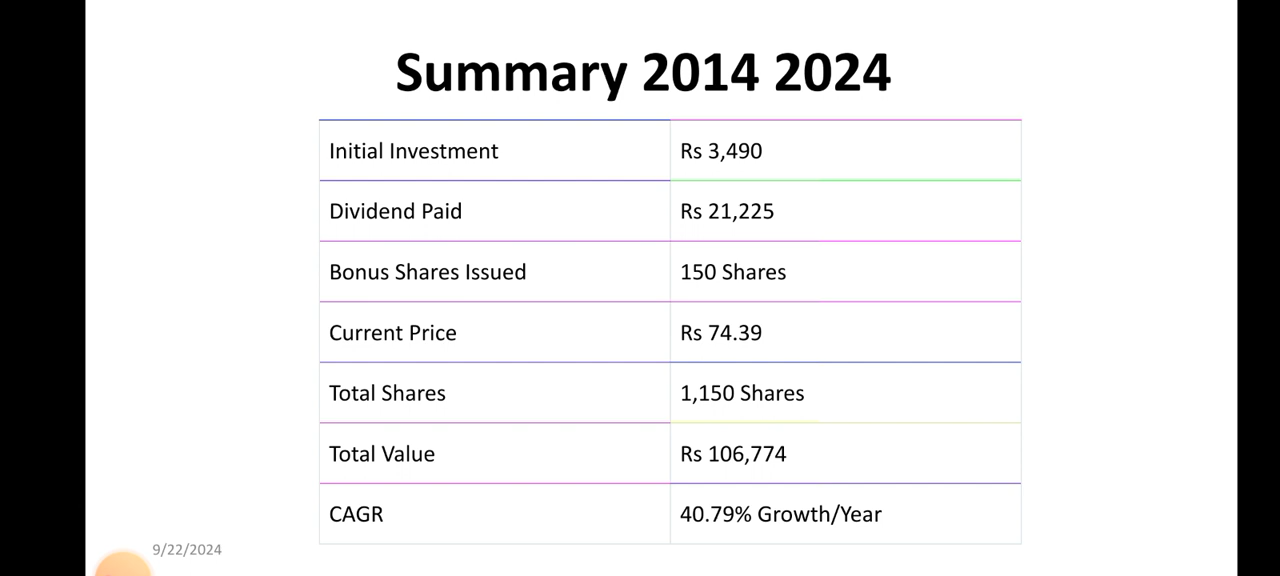 Summary 2014 2024
Initial Investment Rs 3,490
Dividend Paid Rs 21,225
Bonus Shares Issued 150 Shares
Current Price Rs 74.39
Total Shares 1,150 Shares
Total Value Rs 106,774
CAGR 40.79% Growth/Year
9/22/2024